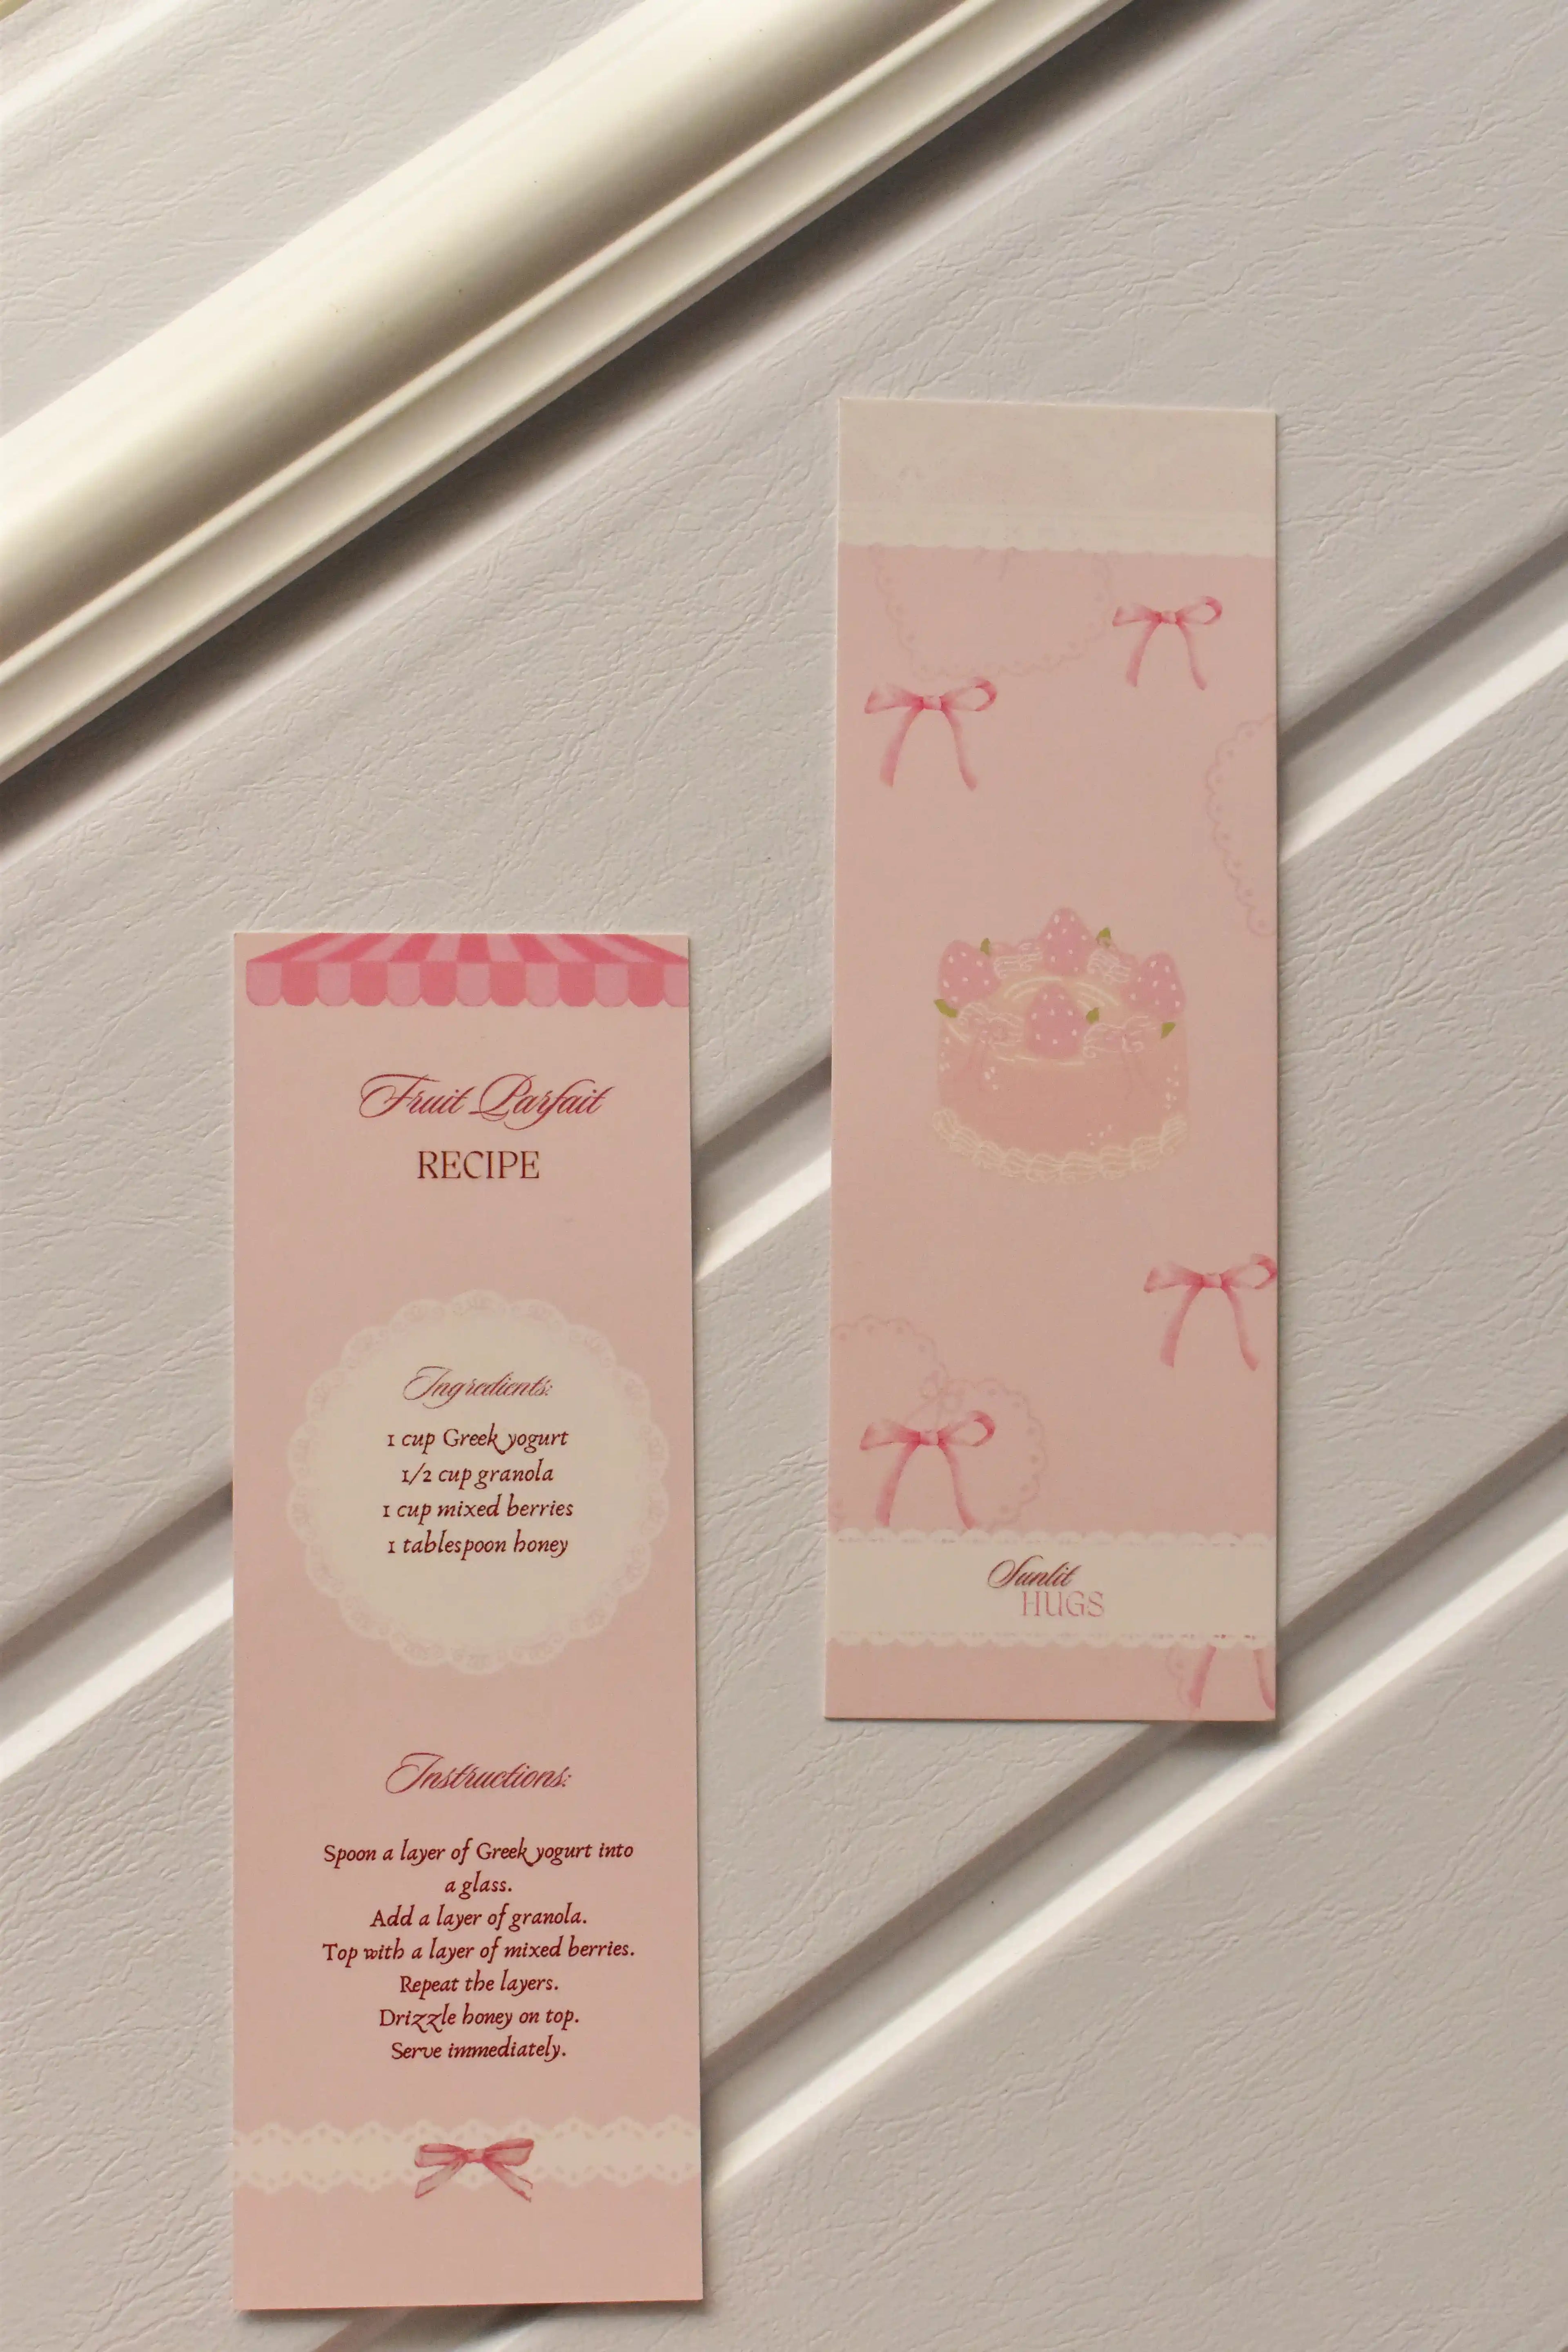 Fruit Parfait
RECIPE
Ingredients:
1 cup Greek yogurt
1/2 cup granola
1 cup mixed berries
1 tablespoon honey
Instructions:
Spoon a layer of Greek yogurt into
a glass.
Add a layer of granola.
Top with a layer of mixed berries.
Repeat the layers.
Drizzle honey on top.
Serve immediately.
Sunlit
HUGS